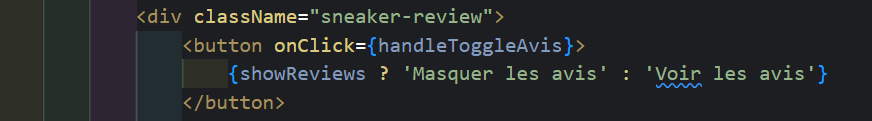 <div className="sneaker-review">
<button onClick={handleToggleAvis}>
{showReviews ? 'Masquer les avis' : 'Voir les avis'}
</button>